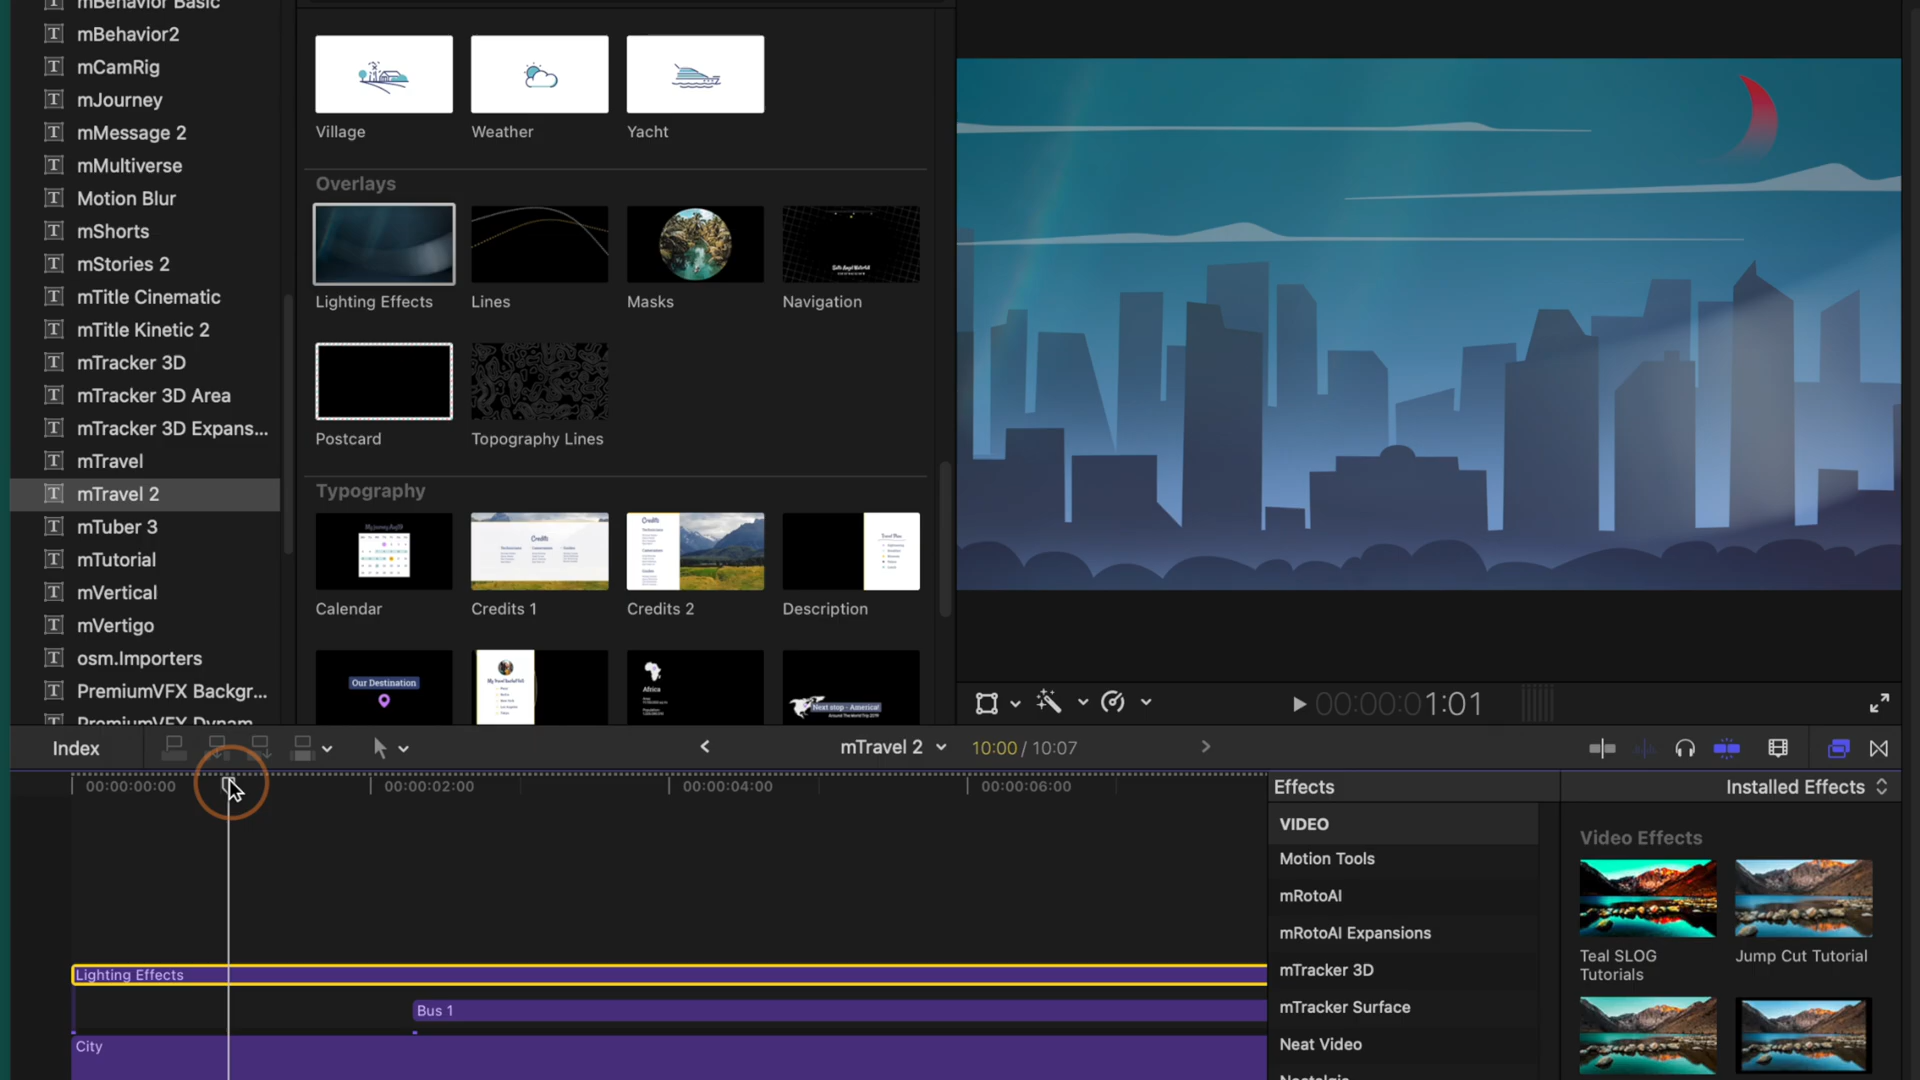 mBehavior Basic
mBehavior2
mCamRig
mJourney
mMessage 2
mMultiverse
Motion Blur
mShorts
mStories 2
mTitle Cinematic
mTitle Kinetic 2
mTracker 3D
mTracker 3D Area
mTracker 3D Expans...
mTravel
mTravel 2
mTuber 3
mTutorial
mVertical
mVertigo
osm.Importers
PremiumVFX Backgr...
PremiumVFX Dynam
Village
Weather
Yacht
Overlays
Lighting Effects
Lines
Masks
Navigation
Postcard
Topography Lines
Typography
Credits
Credits
Calendar
Credits 1
Credits 2
Description
Our Destination
Africa
Next stop - America!
00:00:01:01
Index
mTravel 2
10:00 / 10:07
00:00:00:00
00:00:02:00
00:00:04:00
00:00:06:00
Lighting Effects
Bus 1
City
Effects
Installed Effects
VIDEO
Motion Tools
mRotoAI
mRotoAI Expansions
mTracker 3D
mTracker Surface
Neat Video
Nostalgia
Video Effects
Teal SLOG
Tutorials
Jump Cut Tutorial